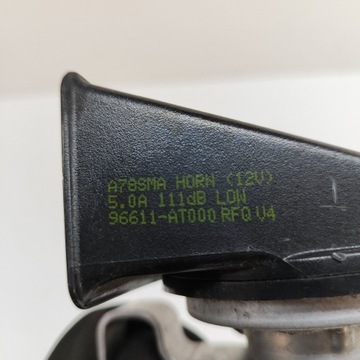 A78SMA HORN (12V)
5.0A 111dB LOW
96611-AT000 RFQ V4